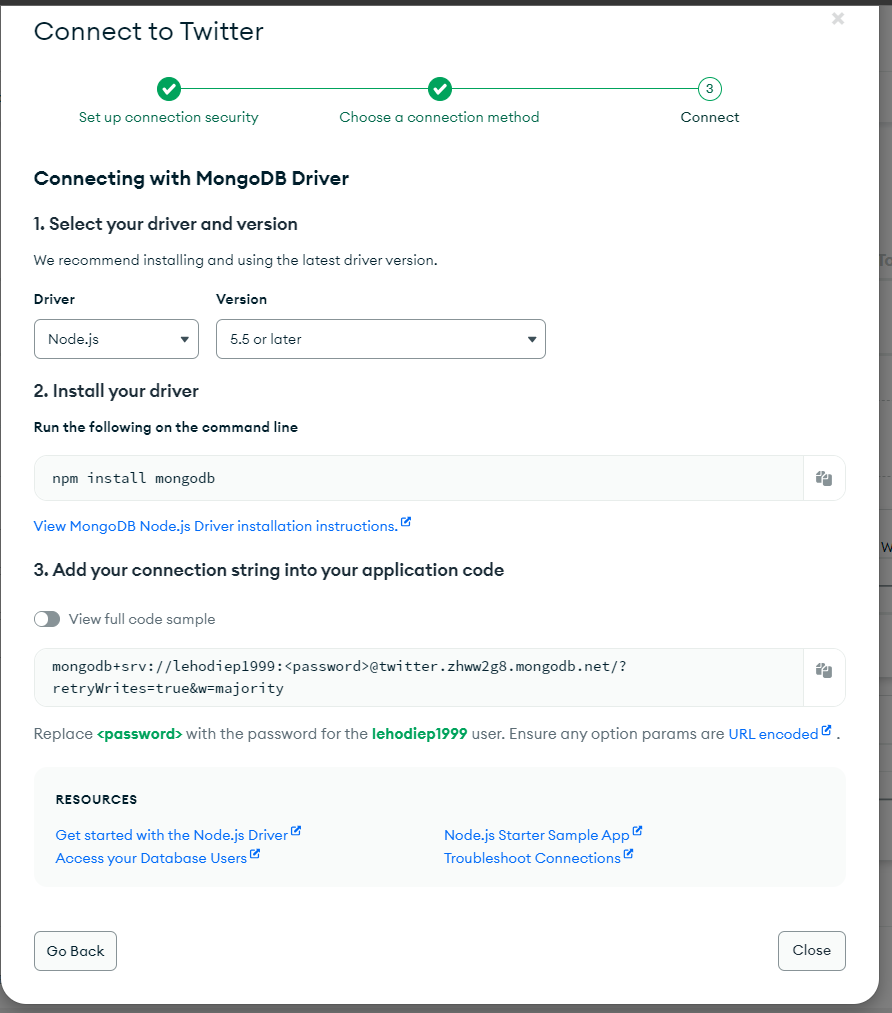 Connect to Twitter
3
Set up connection security
Choose a connection method
Connect
Connecting with MongoDB Driver
1. Select your driver and version
We recommend installing and using the latest driver version.
Driver
Version
Node.js
5.5 or later
2. Install your driver
Run the following on the command line
npm install mongodb
View MongoDB Node.js Driver installation instructions.
3. Add your connection string into your application code
View full code sample
mongodb+srv://lehodiep1999:<password>@twitter.zhww2g8.mongodb.net/?
retryWrites=true&w=majority
Replace <password> with the password for the lehodiep1999 user. Ensure any option params are URL encoded .
RESOURCES
Get started with the Node.js Driver
Node.js Starter Sample App
Access your Database Users
Troubleshoot Connections
Go Back
Close